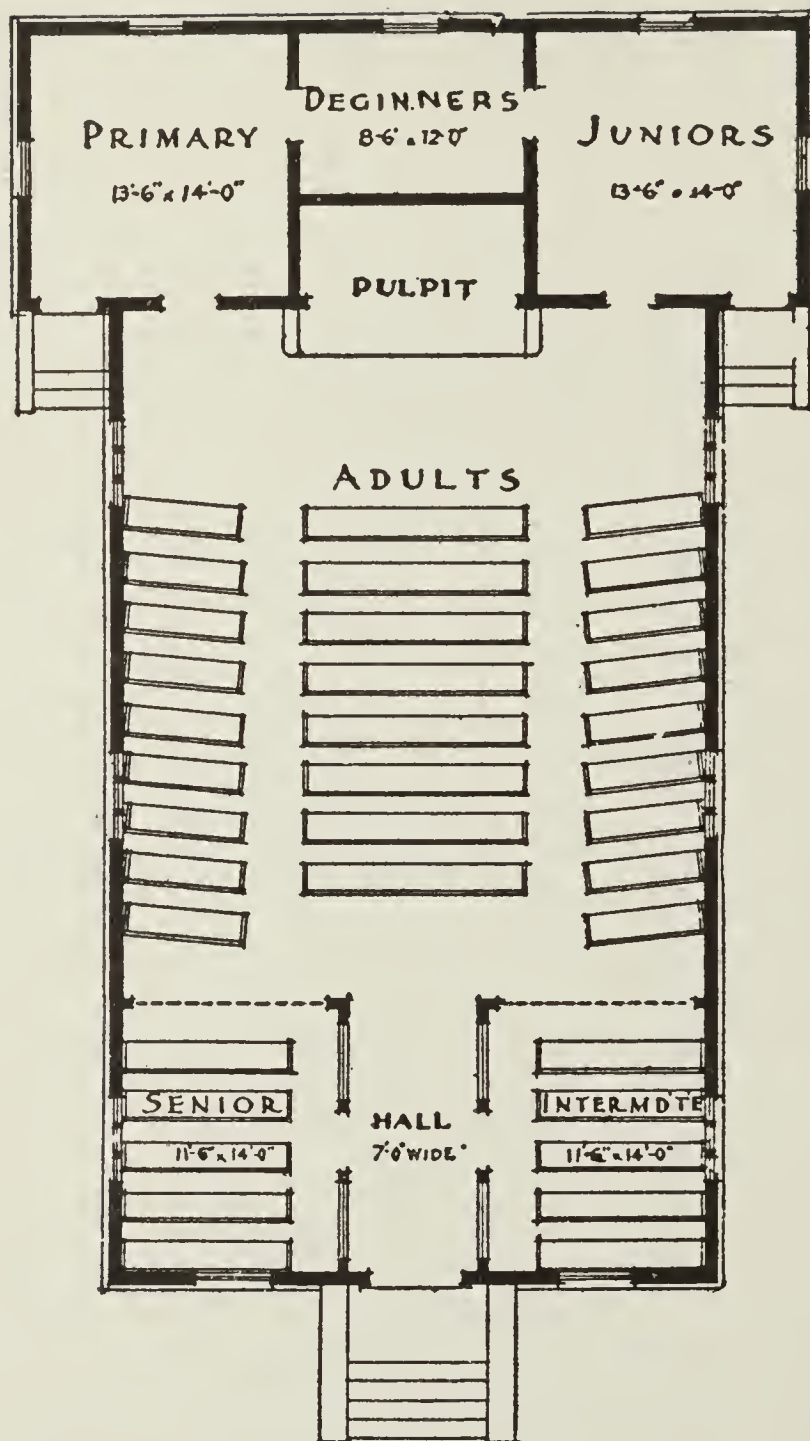 PRIMARY
13'-6" x 14'-0"
DEGINNERS
8-6' x 12'-0"
JUNIORS
13-6" x 14-0"
PULPIT
ADULTS
SENIOR
11'-6" x 14'-0"
HALL
7'-0" WIDE"
INTERMDTE
11'-6" x 14'-0"